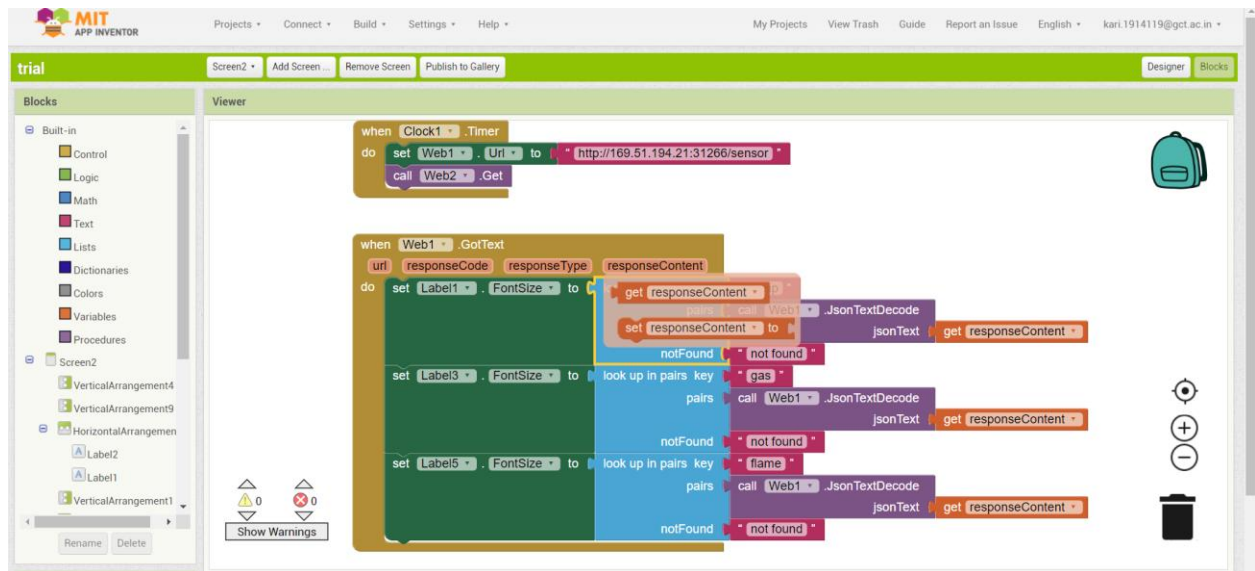 MIT
APP INVENTOR
Projects Connect Build Settings Help My Projects View Trash Guide Report an Issue English kari.1914119@gct.ac.in
trial Screen2 Add Screen ... Remove Screen Publish to Gallery Designer Blocks
Blocks Viewer
Built-in
Control
Logic
Math
Text
Lists
Dictionaries
Colors
Variables
Procedures
Screen2
VerticalArrangement4
VerticalArrangement9
HorizontalArrangemen
Label2
Label1
VerticalArrangement1
Rename Delete
when Clock1 .Timer
do set Web1 . Url to " http://169.51.194.21:31266/sensor "
call Web2 .Get
when Web1 .GotText
url responseCode responseType responseContent
do set Label1 . FontSize to
get responseContent
pairs call Web1 .JsonTextDecode
set responseContent to
jsonText get responseContent
notFound " not found "
set Label3 . FontSize to look up in pairs key " gas "
pairs call Web1 .JsonTextDecode
jsonText get responseContent
notFound " not found "
set Label5 . FontSize to look up in pairs key " flame "
pairs call Web1 .JsonTextDecode
jsonText get responseContent
notFound " not found "
0 0
Show Warnings